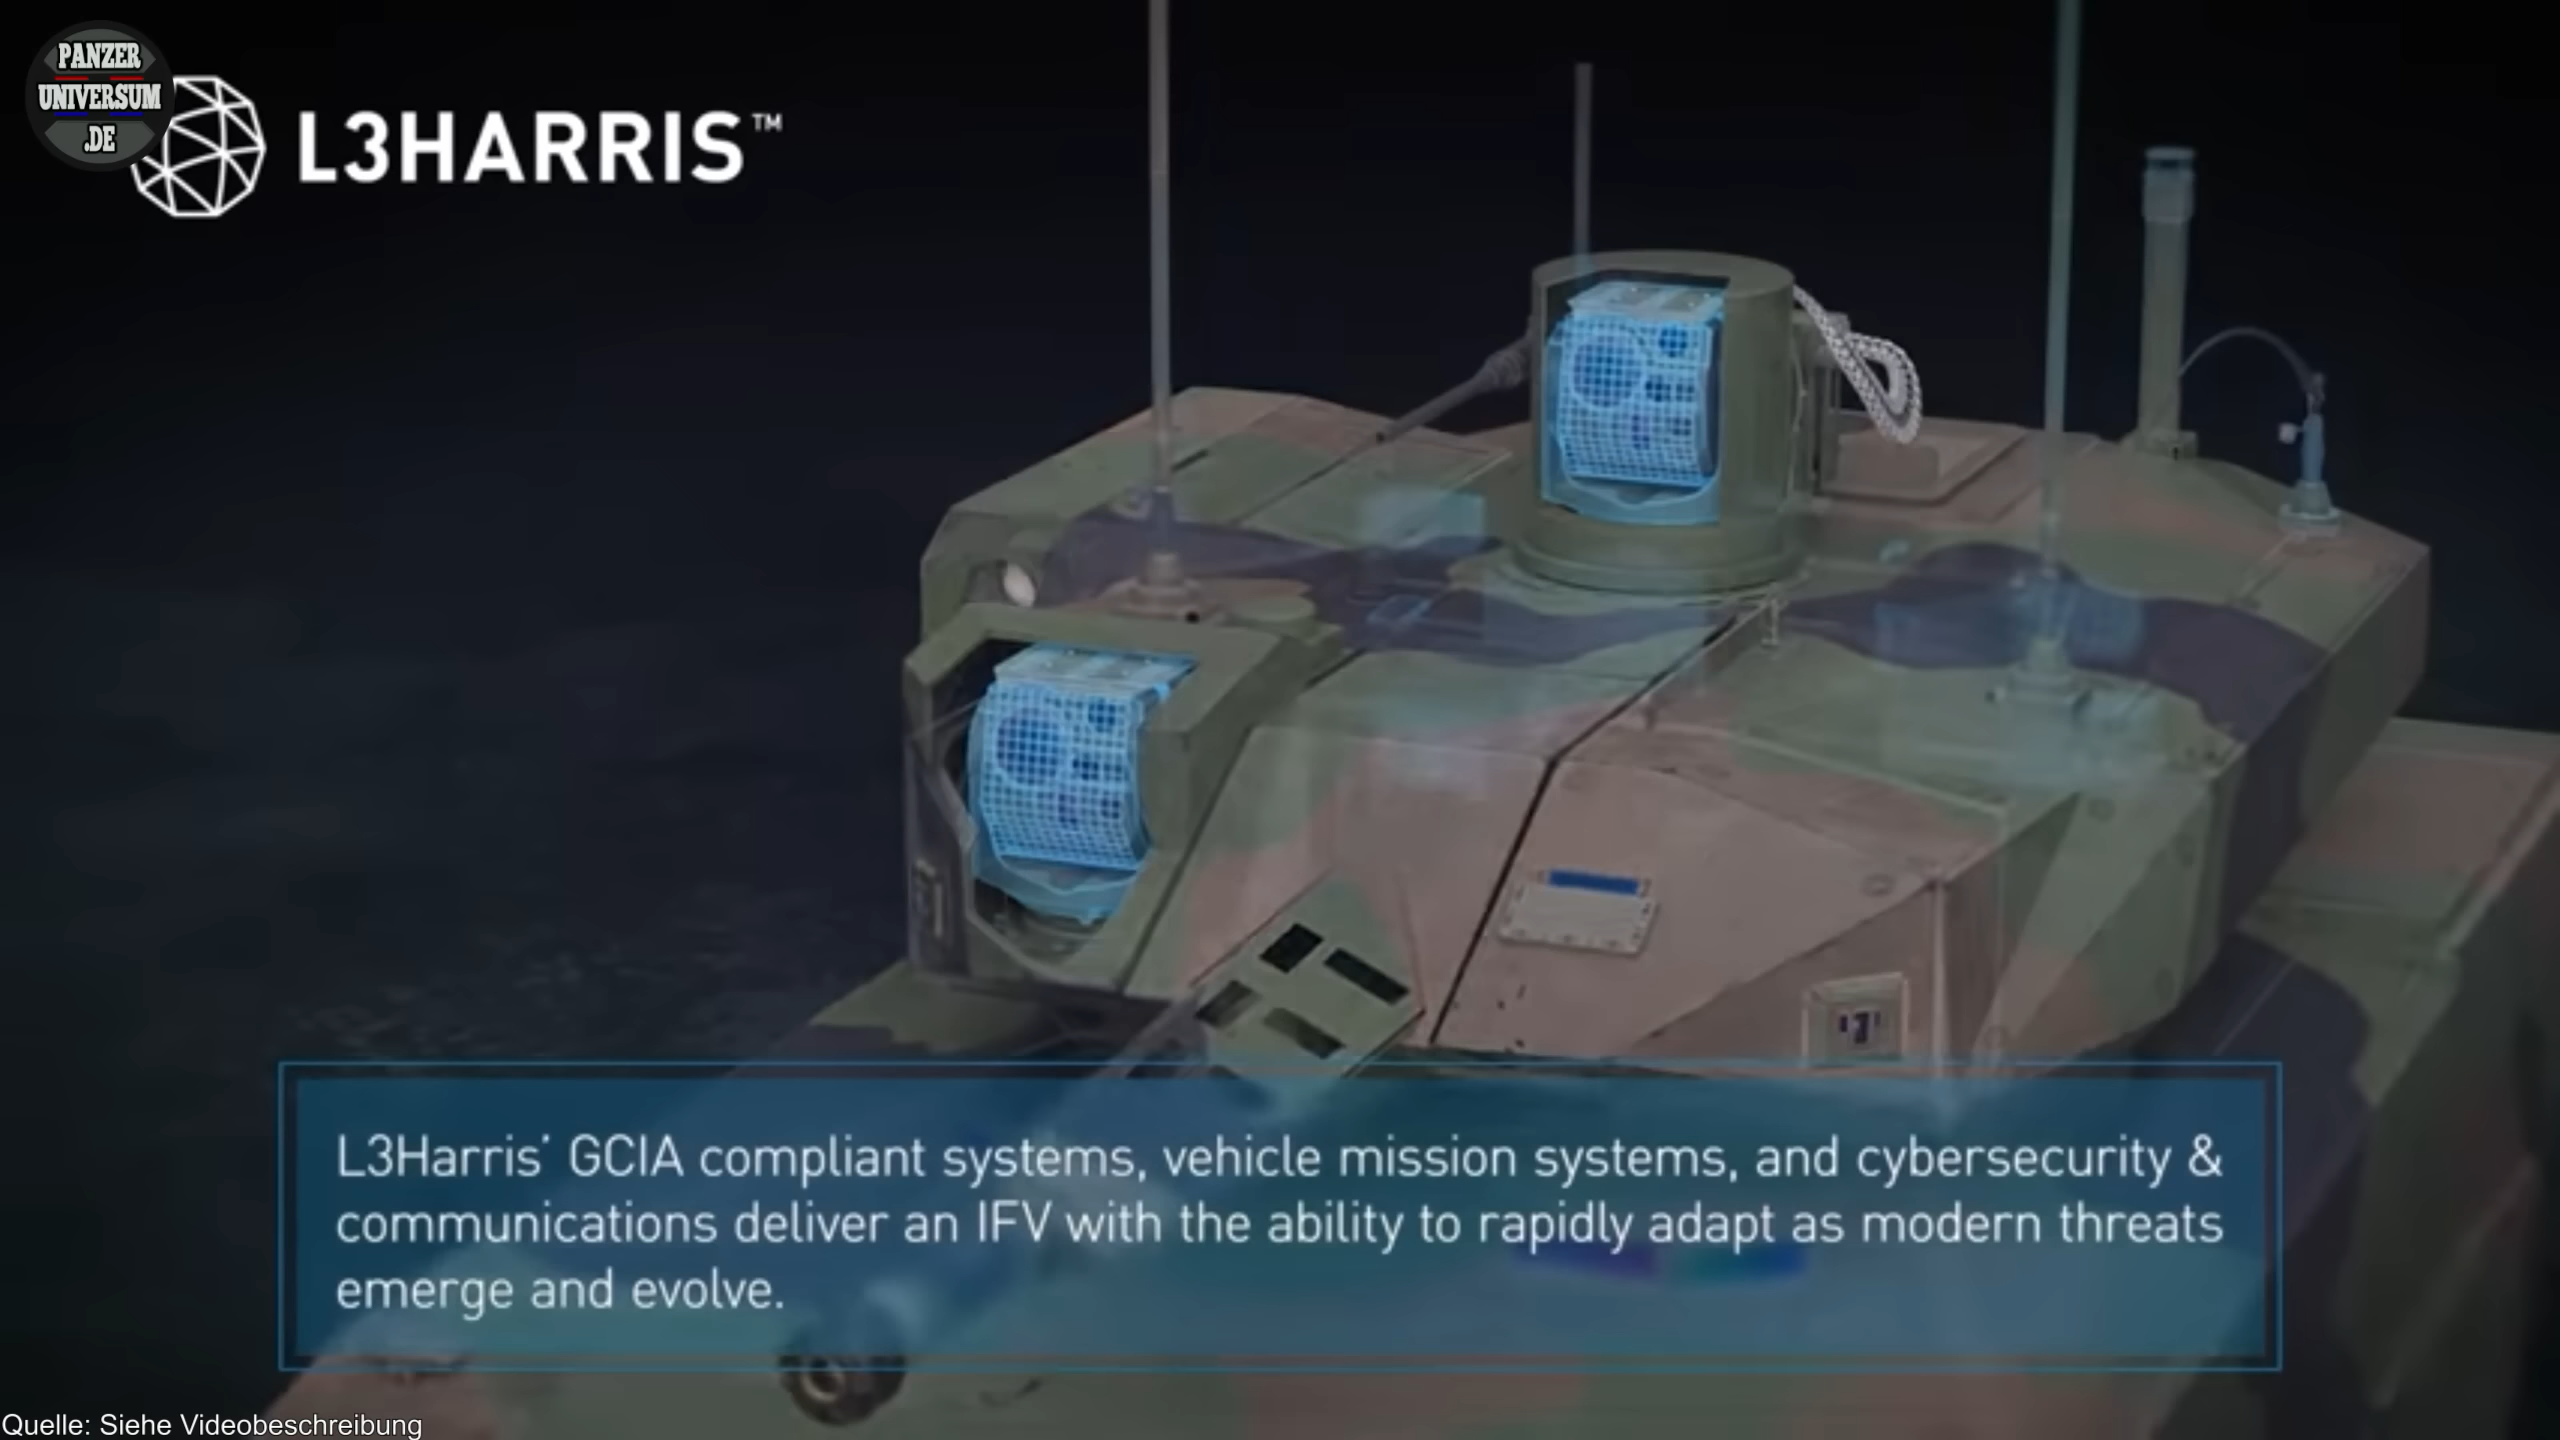 PANZER
UNIVERSUM
.DE
L3HARRIS™
L3Harris' GCIA compliant systems, vehicle mission systems, and cybersecurity &
communications deliver an IFV with the ability to rapidly adapt as modern threats
emerge and evolve.
Quelle: Siehe Videobeschreibung